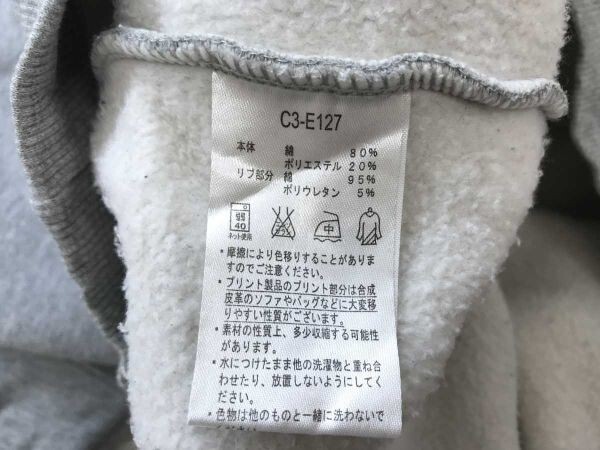 C3-E127
本体 綿 80%
ポリエステル 20%
リブ部分 綿 95%
ポリウレタン 5%
弱 40 中
ネット使用
・摩擦により色移りすることがありま
すのでご注意ください。
・プリント製品のプリント部分は合成
皮革のソファやバッグなどに大変移
りやすい性質がございます。
・素材の性質上、多少収縮する可能性
があります。
・水につけたまま他の洗濯物と重ね合
わせたり、放置しないようにしてく
ださい。
・色物は他のものと一緒に洗わないで